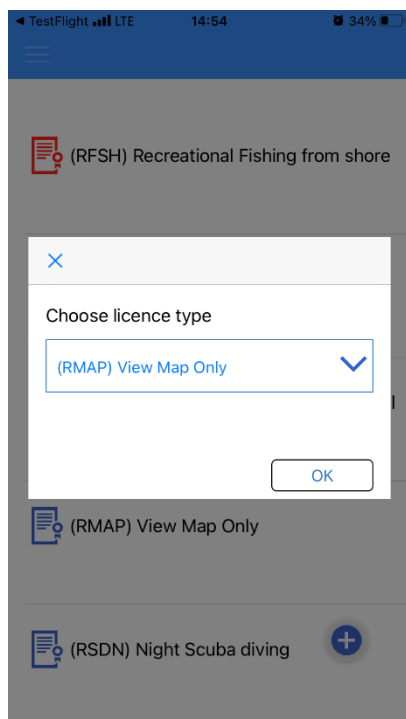 TestFlight LTE 14:54 34%
(RFSH) Recreational Fishing from shore
Choose licence type
(RMAP) View Map Only
l
OK
(RMAP) View Map Only
(RSDN) Night Scuba diving